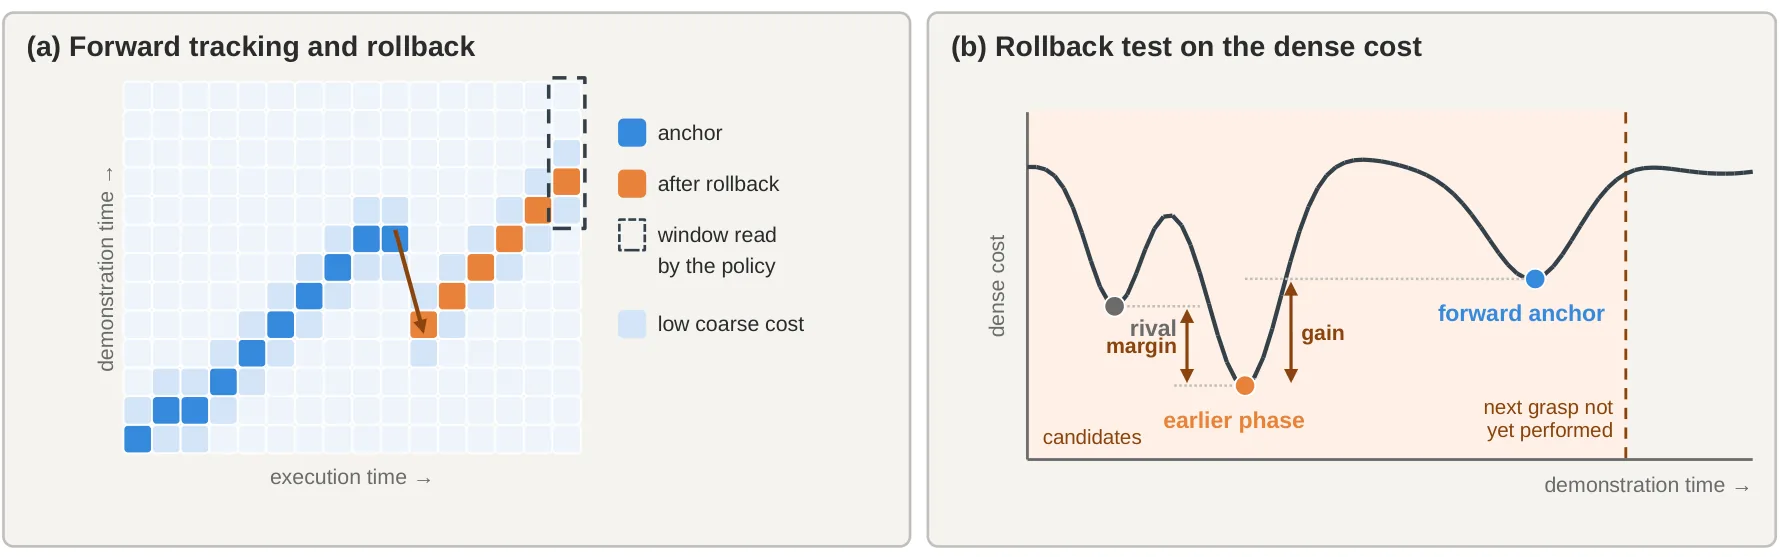 (a) Forward tracking and rollback
demonstration time →
execution time →
anchor
after rollback
window read
by the policy
low coarse cost
(b) Rollback test on the dense cost
dense cost
rival
margin
gain
forward anchor
earlier phase
candidates
next grasp not
yet performed
demonstration time →